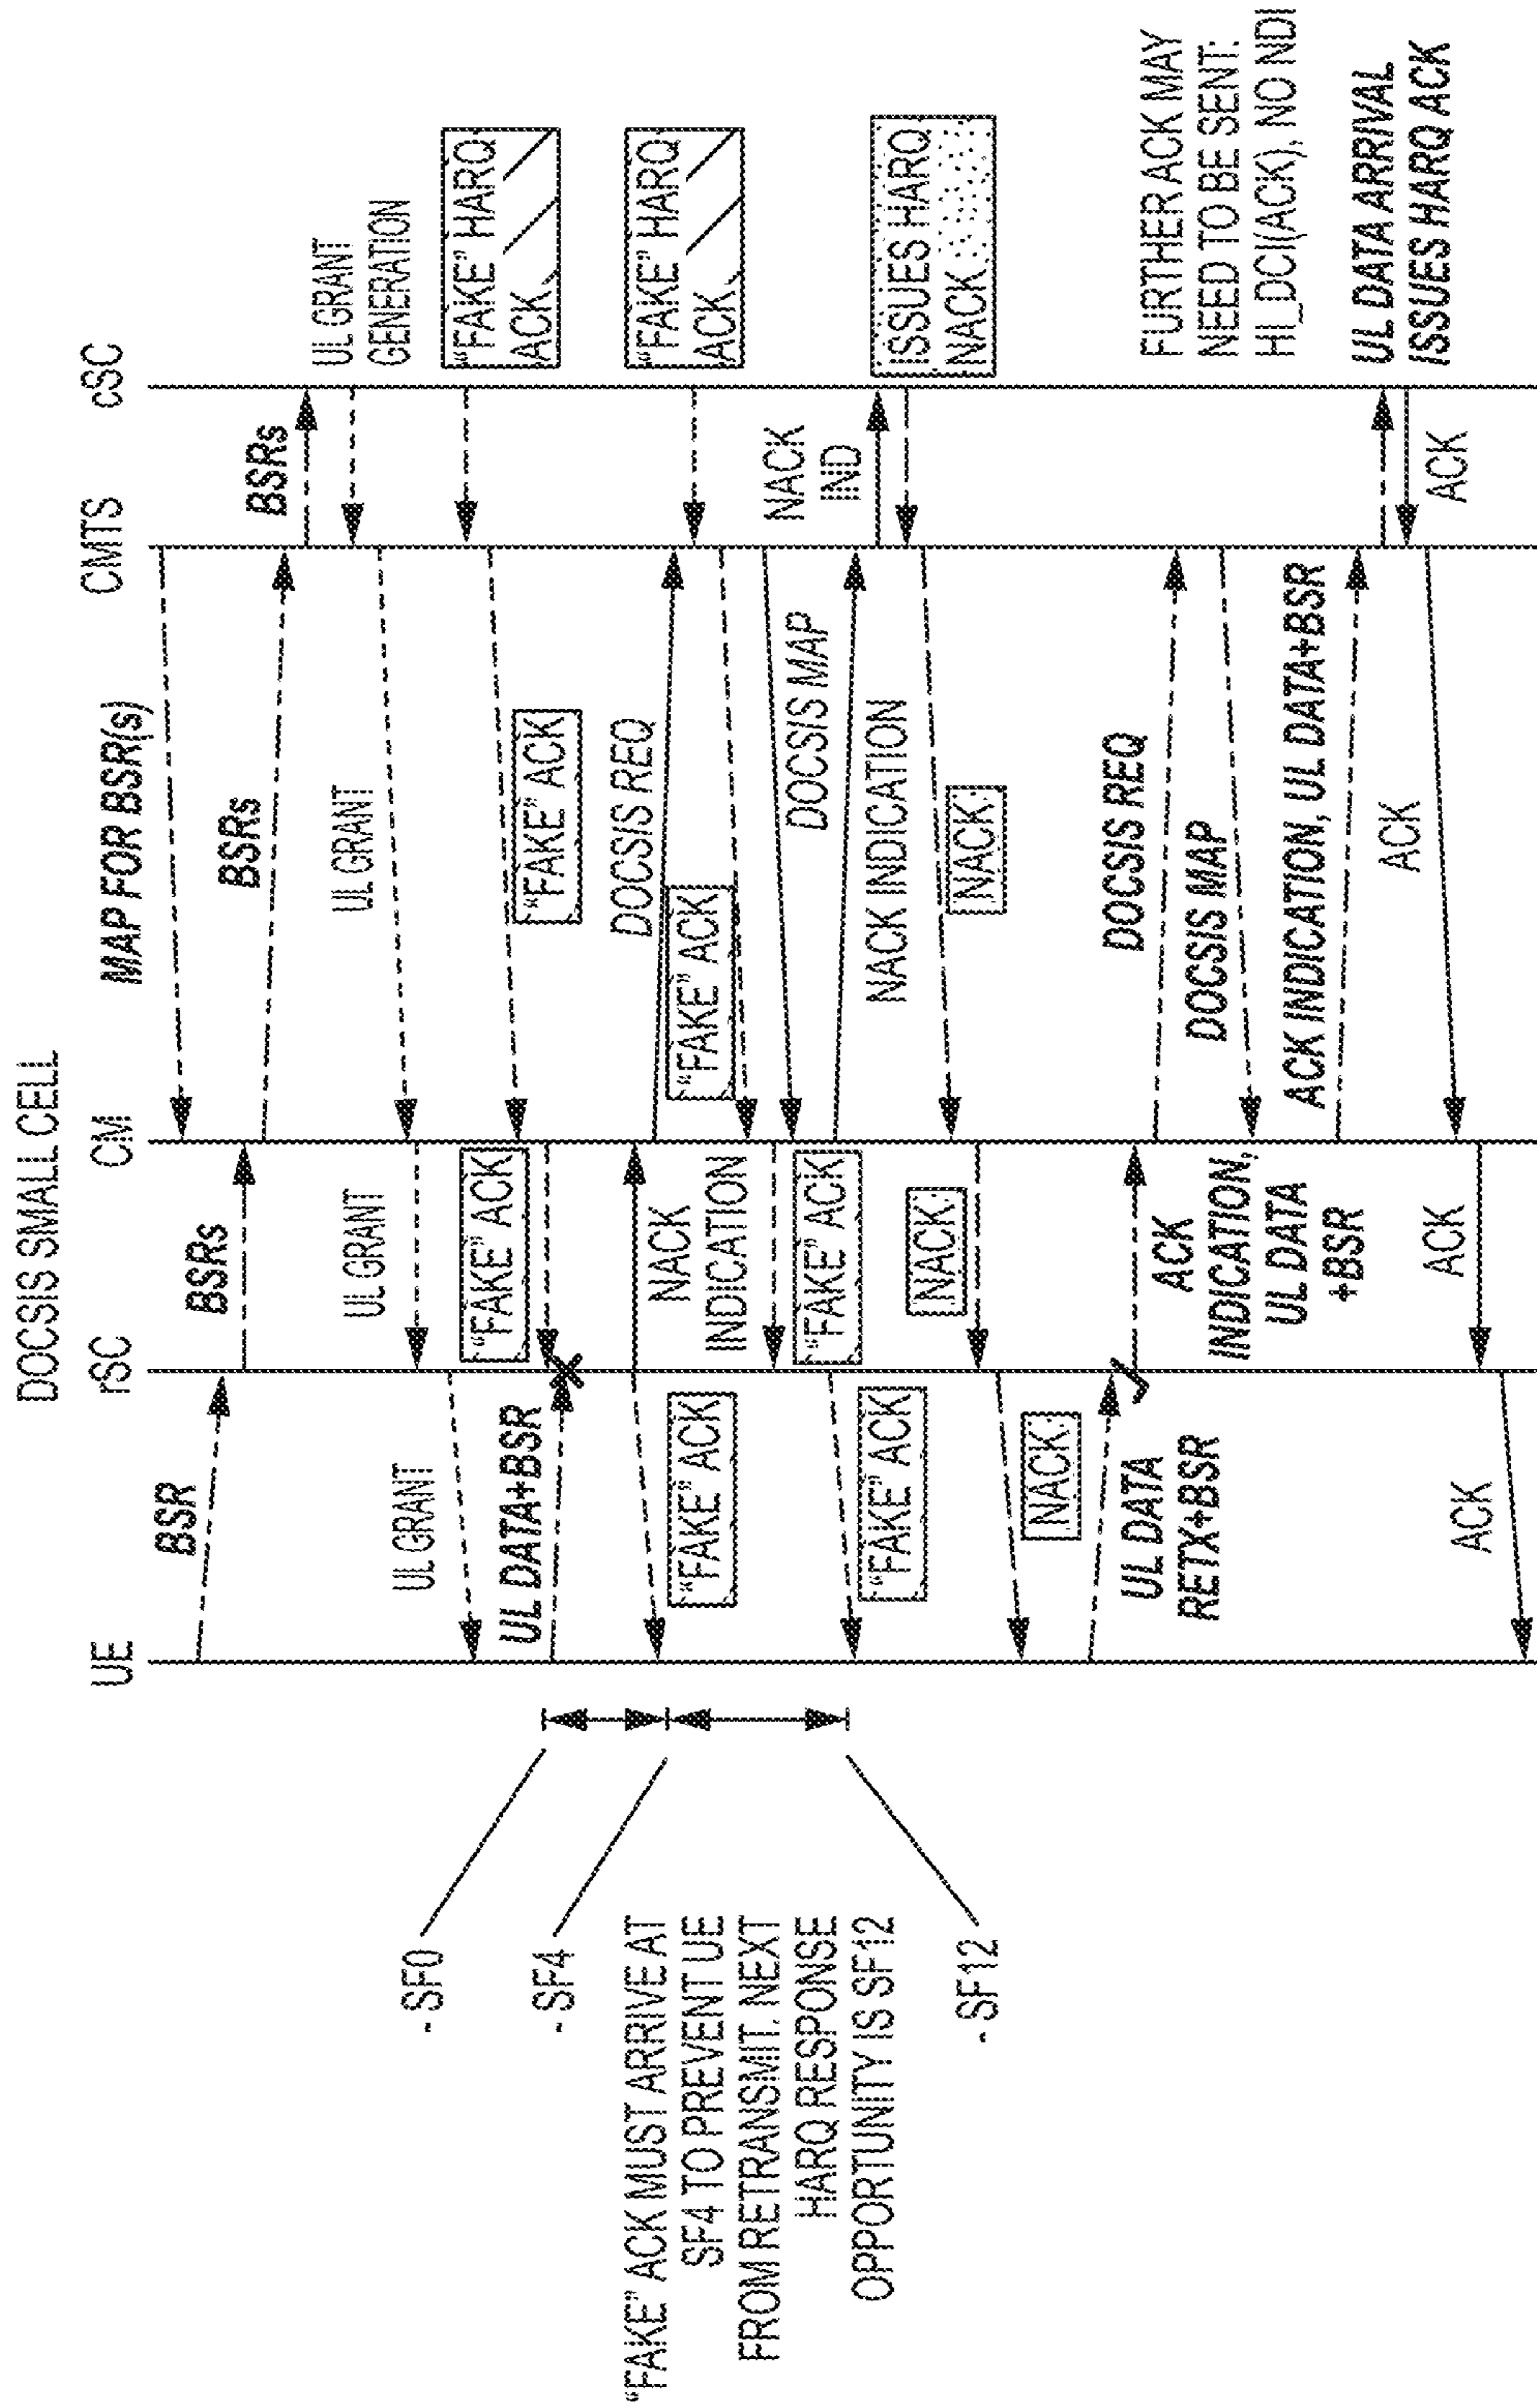 DOCSIS SMALL CELL
UE
rSC
CM
CMTS
cSC
MAP FOR BSR(s)
BSR
BSRs
BSRs
BSRs
UL GRANT
GENERATION
UL GRANT
UL GRANT
UL GRANT
- SF0
"FAKE" HARQ
ACK
"FAKE" ACK
"FAKE" ACK
UL DATA+BSR
- SF4
"FAKE" ACK MUST ARRIVE AT
SF4 TO PREVENT UE
FROM RETRANSMIT. NEXT
HARQ RESPONSE
OPPORTUNITY IS SF12
- SF12
NACK
INDICATION
"FAKE" ACK
DOCSIS REQ
"FAKE" HARQ
ACK
"FAKE" ACK
"FAKE" ACK
"FAKE" ACK
DOCSIS MAP
NACK INDICATION
NACK
IND
ISSUES HARQ
NACK
NACK
NACK
NACK
UL DATA
RETX+BSR
ACK
INDICATION,
UL DATA
+BSR
DOCSIS REQ
DOCSIS MAP
FURTHER ACK MAY
NEED TO BE SENT:
HI_DCI(ACK), NO NDI
ACK INDICATION, UL DATA+BSR
UL DATA ARRIVAL
ISSUES HARQ ACK
ACK
ACK
ACK
ACK